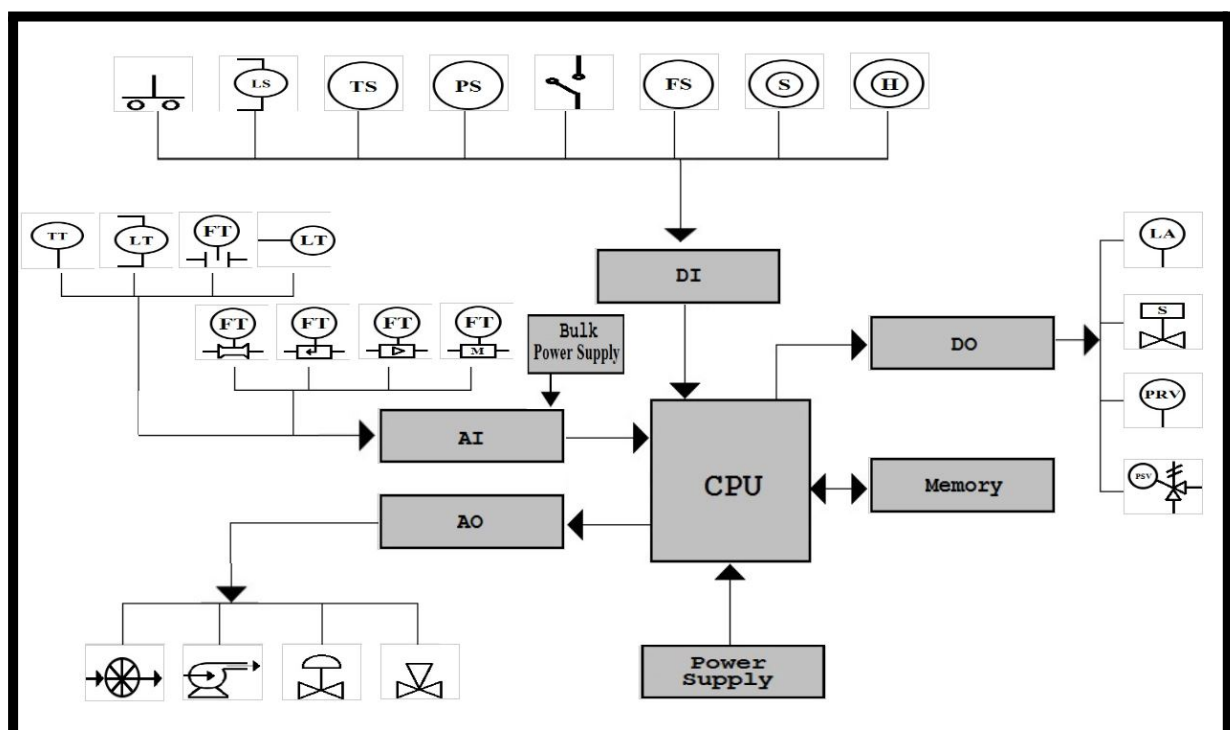 LS
TS
PS
FS
S
H
TT
LT
FT
LT
FT
FT
FT
FT
M
DI
Bulk
Power Supply
LA
S
DO
PRV
AI
CPU
Memory
PSV
AO
Power
Supply